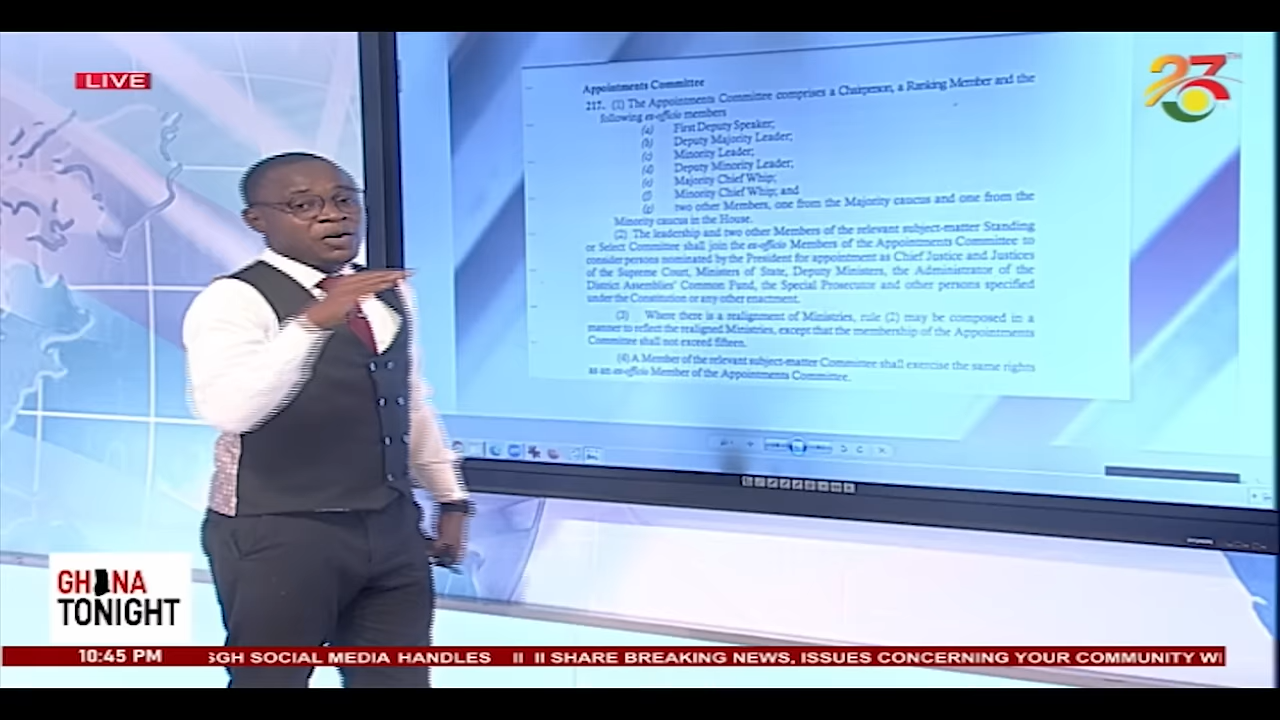 LIVE
23
Appointments Committee
217. (1) The Appointments Committee comprises a Chairperson, a Ranking Member and the
following ex-officio members
(a) First Deputy Speaker;
(b) Deputy Majority Leader;
(c) Minority Leader;
(d) Deputy Minority Leader;
(e) Majority Chief Whip;
(f) Minority Chief Whip; and
(g) two other Members, one from the Majority caucus and one from the
Minority caucus in the House.
(2) The leadership and two other Members of the relevant subject-matter Standing
or Select Committee shall join the ex-officio Members of the Appointments Committee to
consider persons nominated by the President for appointment as Chief Justice and Justices
of the Supreme Court, Ministers of State, Deputy Ministers, the Administrator of the
District Assemblies' Common Fund, the Special Prosecutor and other persons specified
under the Constitution or any other enactment.
(3) Where there is a realignment of Ministries, rule (2) may be composed in a
manner to reflect the realigned Ministries, except that the membership of the Appointments
Committee shall not exceed fifteen.
(4) A Member of the relevant subject-matter Committee shall exercise the same rights
as an ex-officio Member of the Appointments Committee.
GHANA
TONIGHT
10:45 PM SGH SOCIAL MEDIA HANDLES II II SHARE BREAKING NEWS, ISSUES CONCERNING YOUR COMMUNITY WI